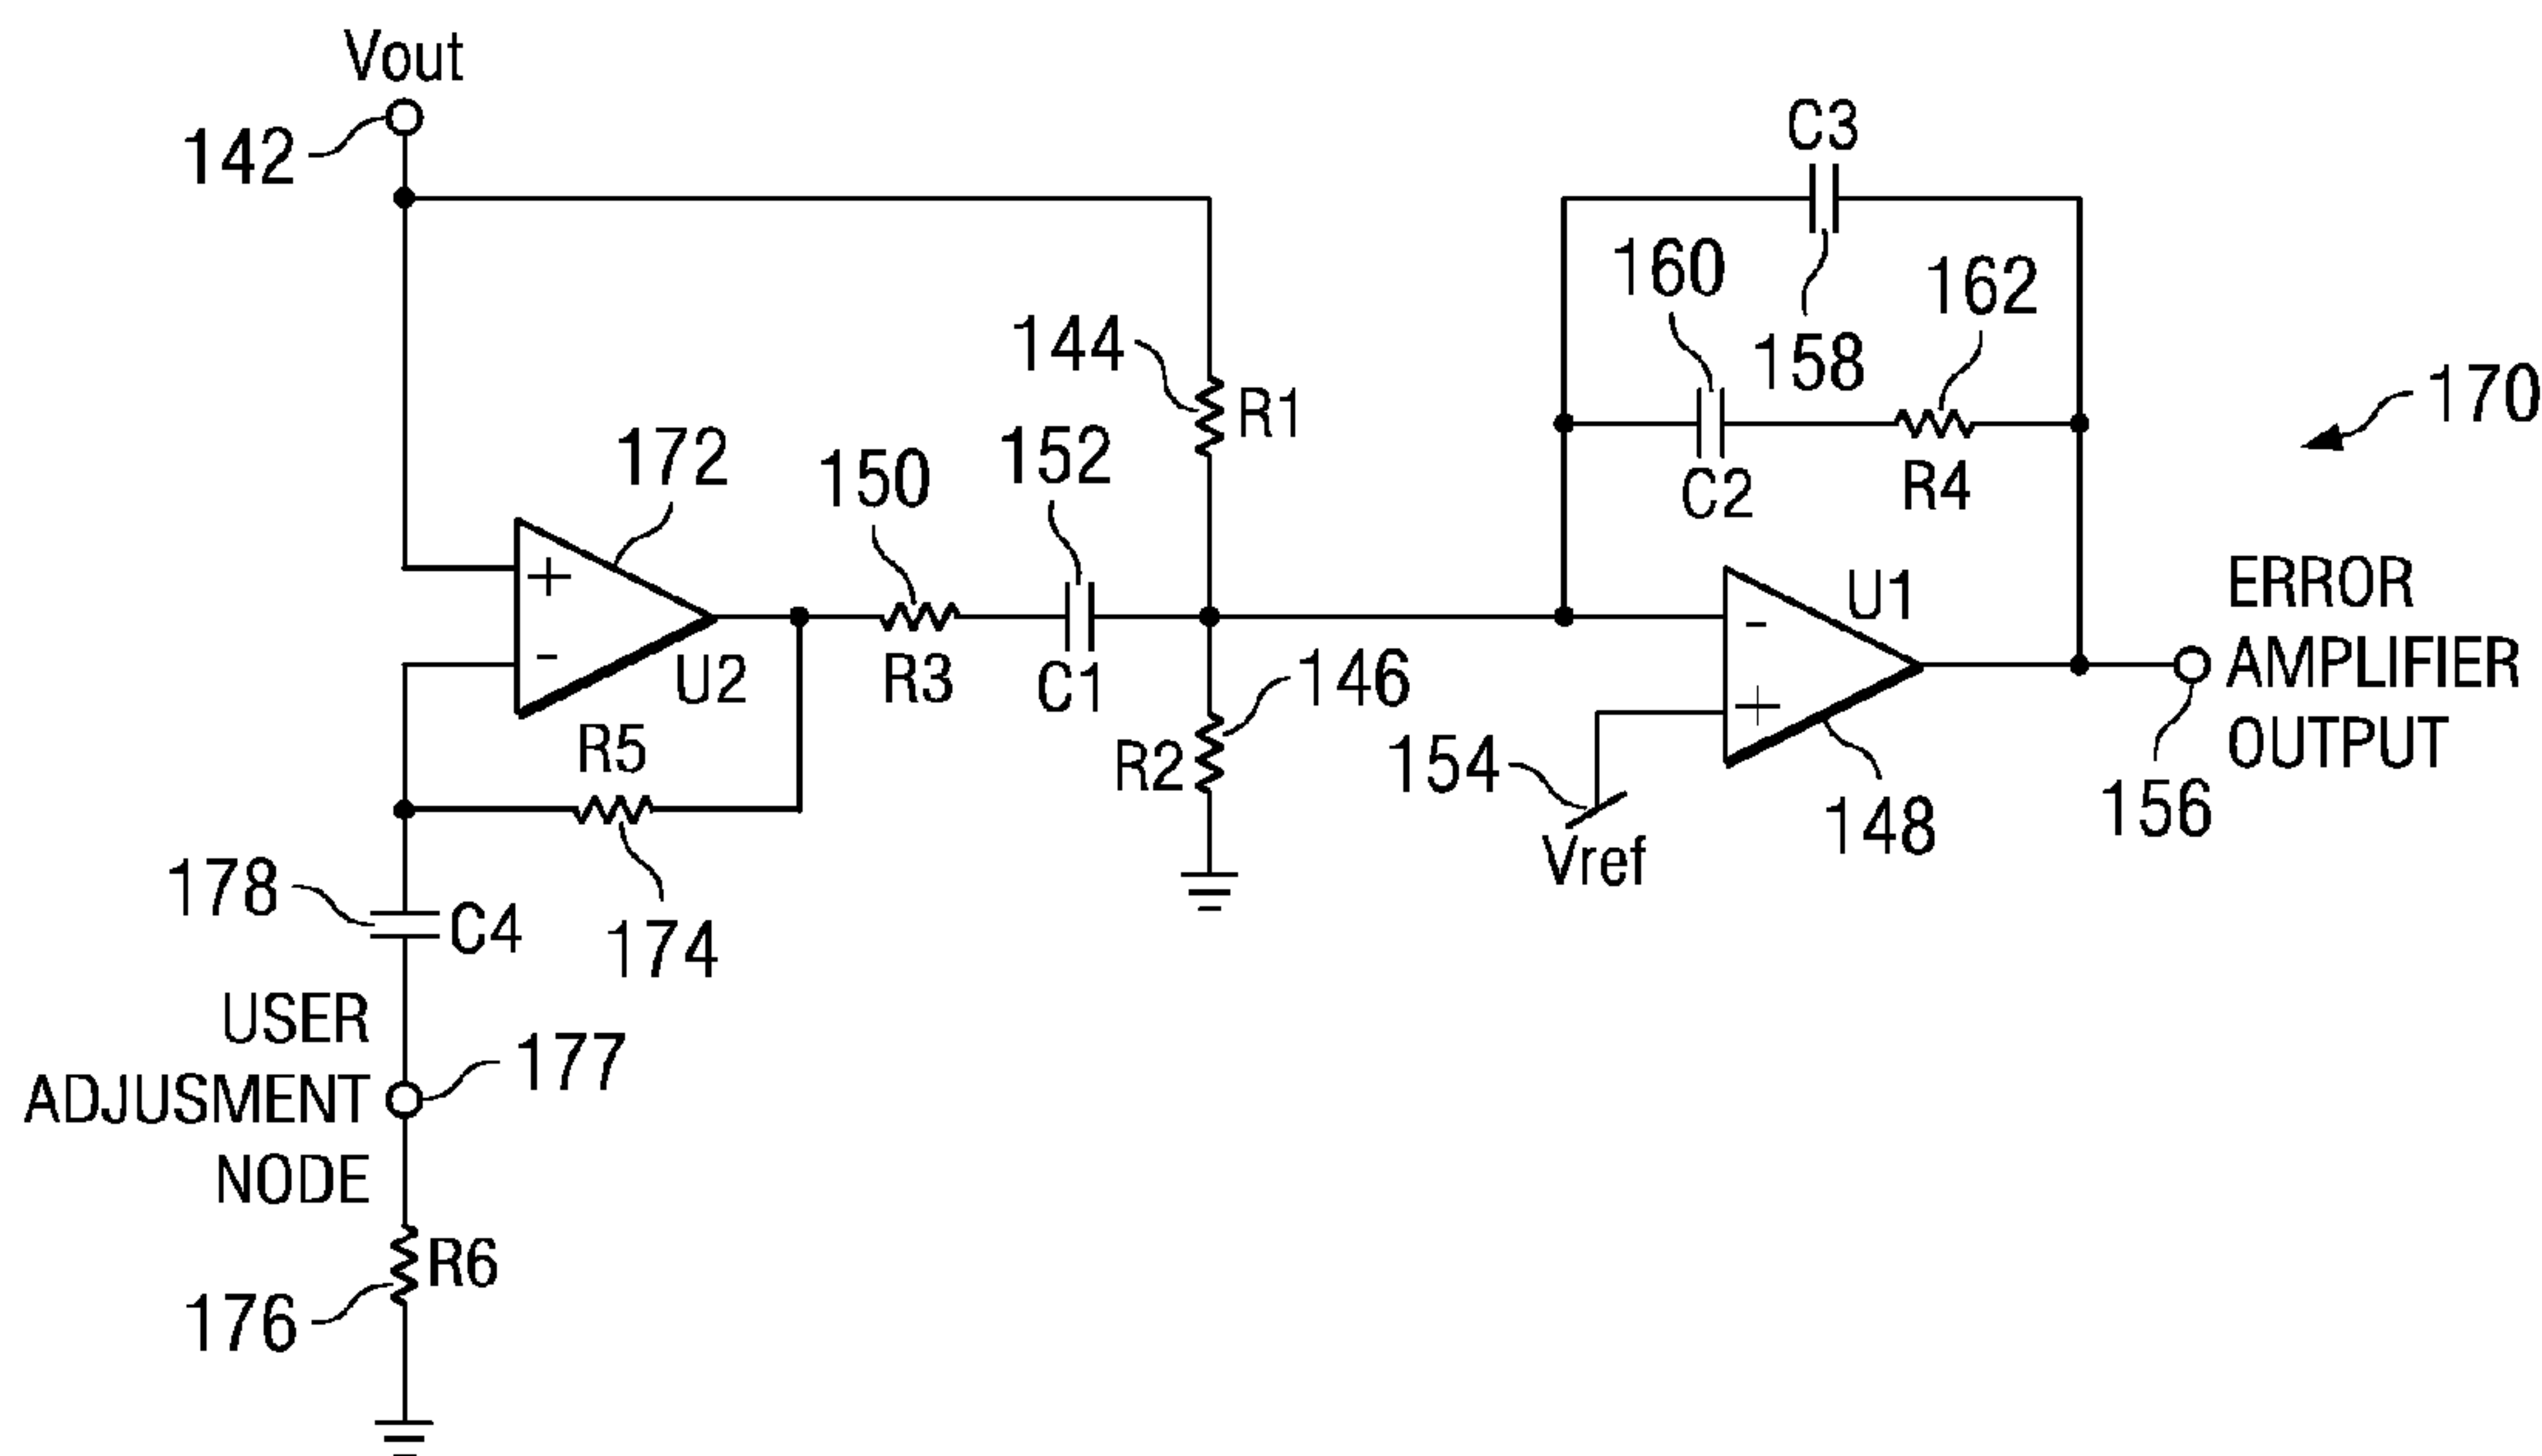 Vout
142
C3
160
162
158
144
R1
170
152
172
150
C2
R4
ERROR
AMPLIFIER
OUTPUT
U1
-
+
+
-
U2
R3
C1
146
R5
R2
154
156
148
Vref
178
C4
174
USER
ADJUSMENT
NODE
177
R6
176